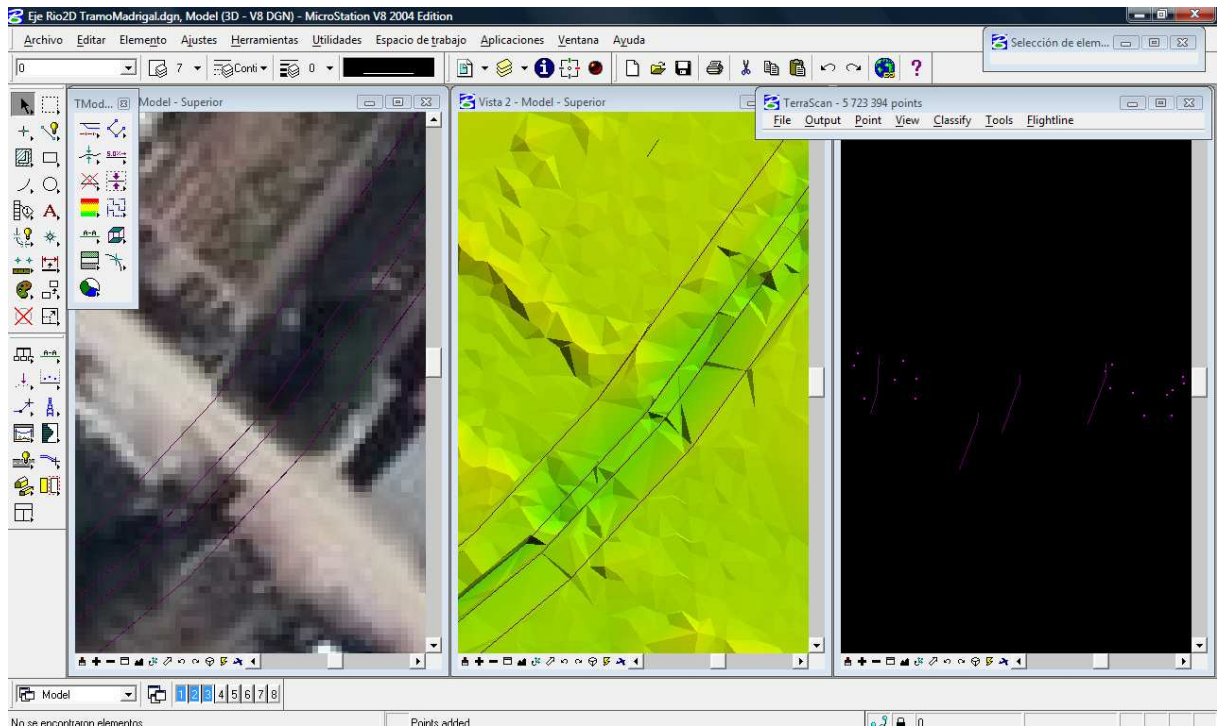 Eje Rio2D TramoMadrigal.dgn, Model (3D - V8 DGN) - MicroStation V8 2004 Edition
Archivo Editar Elemento Ajustes Herramientas Utilidades Espacio de trabajo Aplicaciones Ventana Ayuda
Selección de elem...
0 7 Conti 0
TMod...
Model - Superior
Vista 2 - Model - Superior
TerraScan - 5 723 394 points
File Output Point View Classify Tools Flightline
Model 1 2 3 4 5 6 7 8
No se encontraron elementos Points added 0